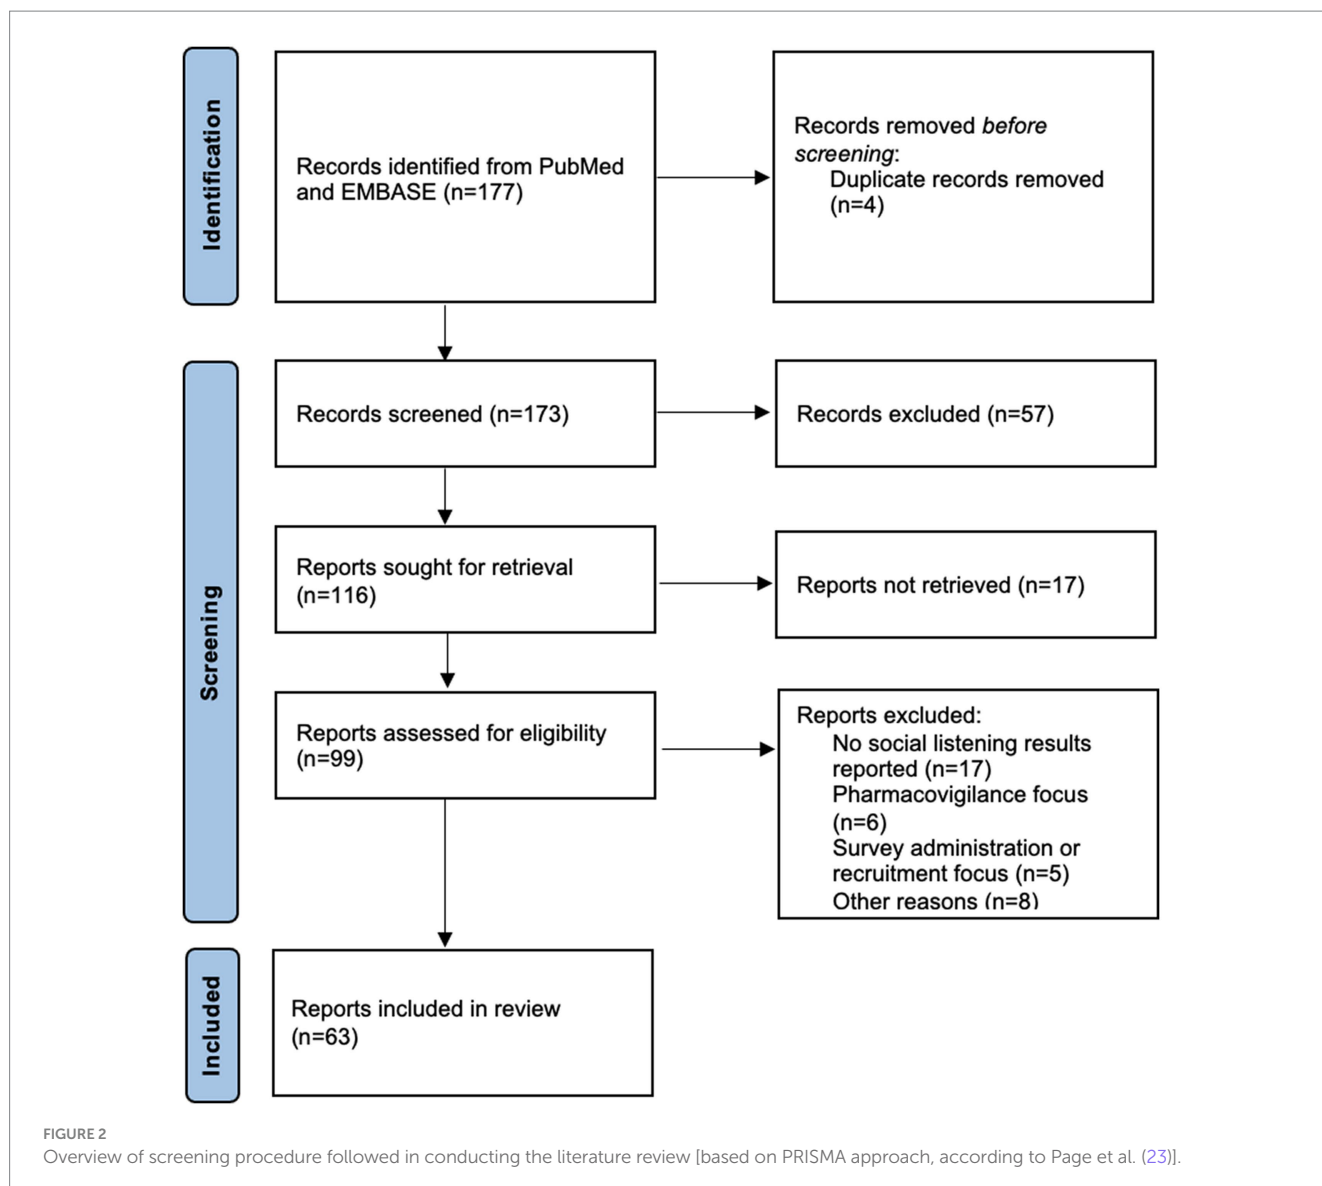 Identification
Records identified from PubMed
and EMBASE (n=177)
Records removed before
screening:
Duplicate records removed
(n=4)
Screening
Records screened (n=173)
Records excluded (n=57)
Reports sought for retrieval
(n=116)
Reports not retrieved (n=17)
Reports assessed for eligibility
(n=99)
Reports excluded:
No social listening results
reported (n=17)
Pharmacovigilance focus
(n=6)
Survey administration or
recruitment focus (n=5)
Other reasons (n=8)
Included
Reports included in review
(n=63)
FIGURE 2
Overview of screening procedure followed in conducting the literature review [based on PRISMA approach, according to Page et al. (23)].